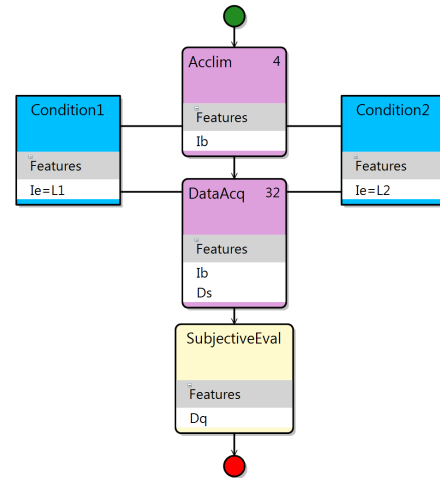 Acclim 4
Features
Ib
Condition1
Features
Ie=L1
Condition2
Features
Ie=L2
DataAcq 32
Features
Ib
Ds
SubjectiveEval
Features
Dq